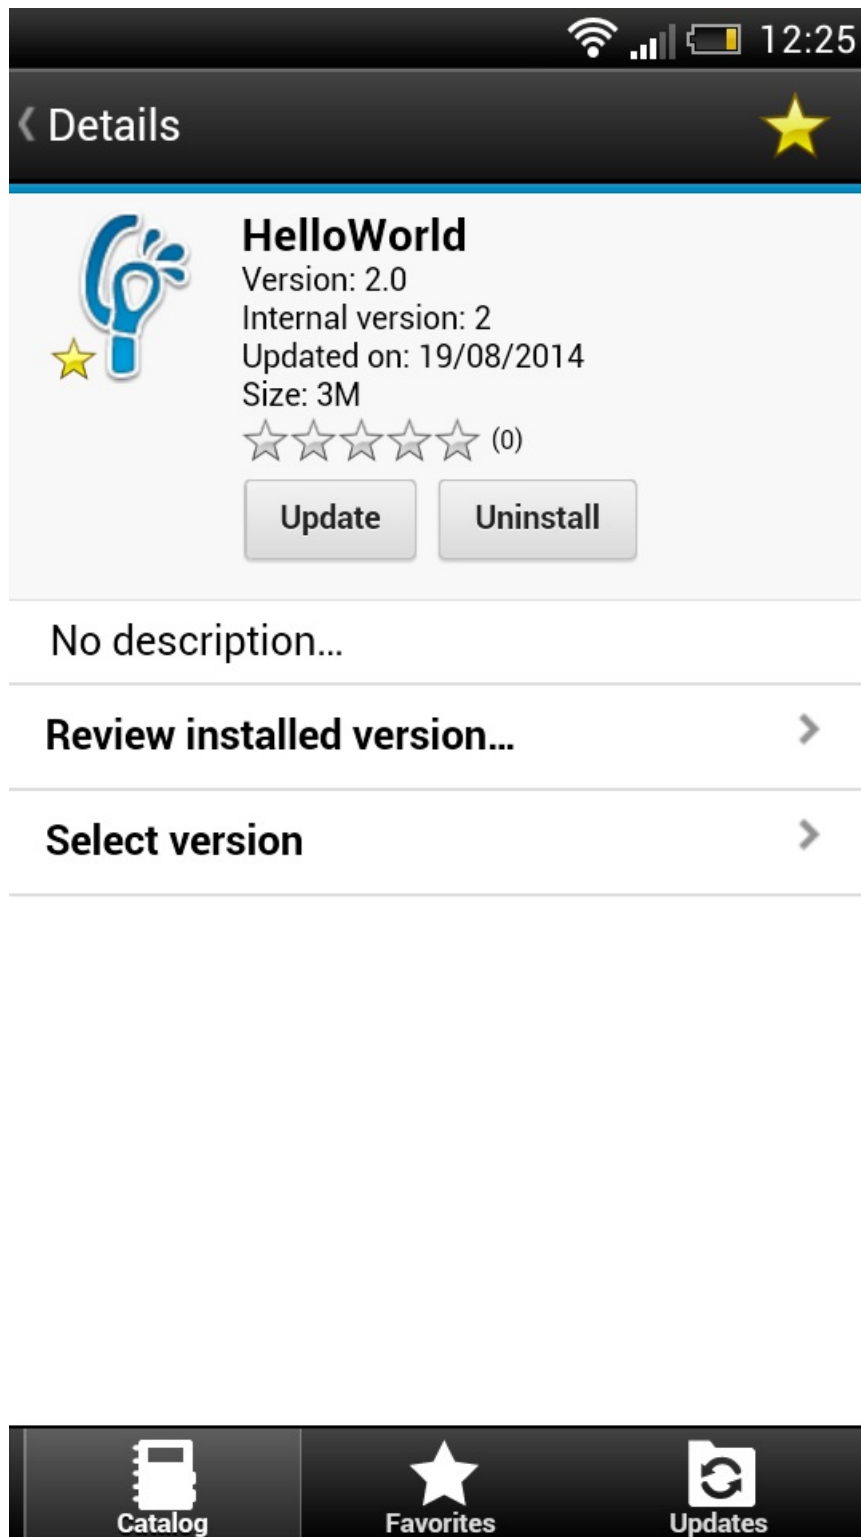 12:25
Details
HelloWorld
Version: 2.0
Internal version: 2
Updated on: 19/08/2014
Size: 3M
(0)
Update Uninstall
No description...
Review installed version...
Select version
Catalog Favorites Updates